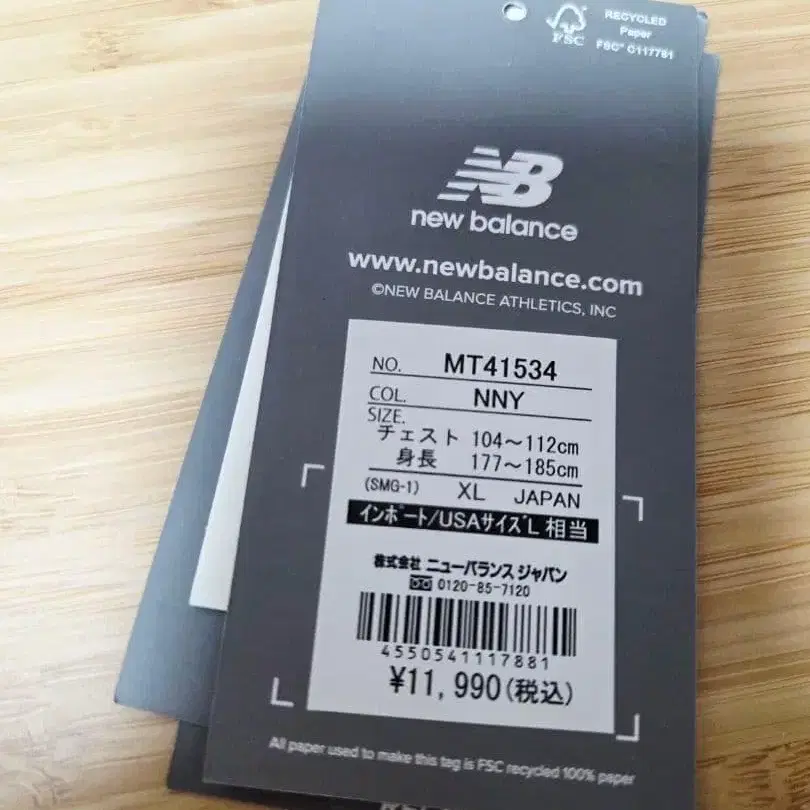 RECYCLED
Paper
FSC® C117781
FSC
NB
new balance
www.newbalance.com
©NEW BALANCE ATHLETICS, INC
NO. MT41534
COL. NNY
SIZE.
チェスト 104～112cm
身長 177～185cm
(SMG-1) XL JAPAN
インポート/USAサイズL 相当
株式会社 ニューバランス ジャパン
0120-85-7120
4550541117881
¥11,990(税込)
All paper used to make this tag is FSC recycled 100% paper